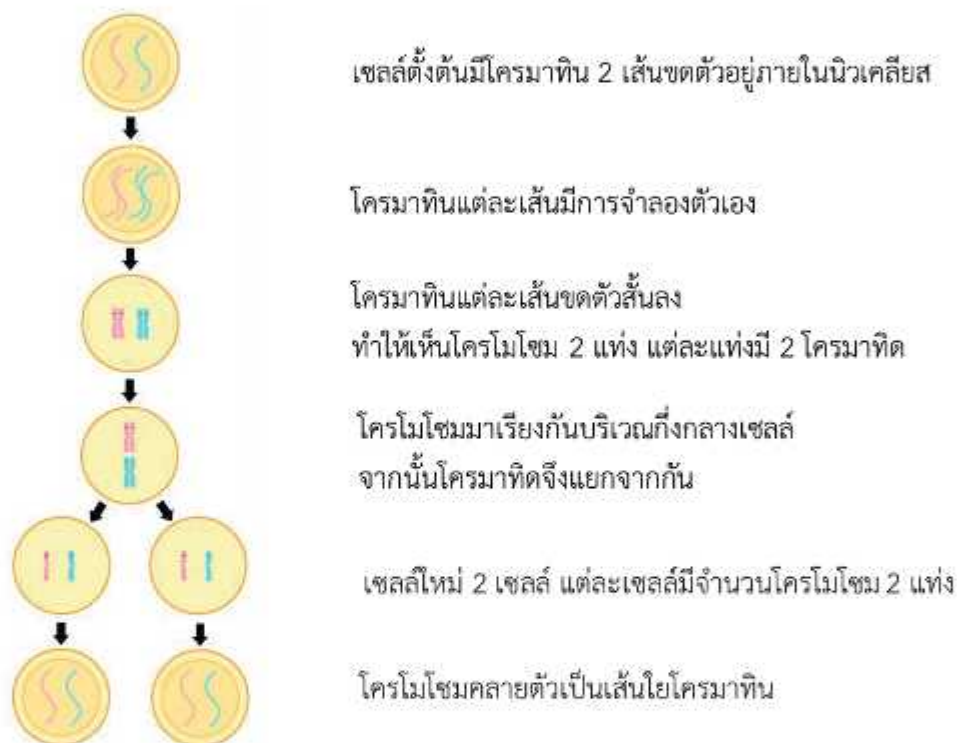 เซลล์ตั้งต้นมีโครมาทิน 2 เส้นขดตัวอยู่ภายในนิวเคลียส
โครมาทินแต่ละเส้นมีการจำลองตัวเอง
โครมาทินแต่ละเส้นขดตัวสั้นลง
ทำให้เห็นโครโมโซม 2 แท่ง แต่ละแท่งมี 2 โครมาทิด
โครโมโซมมาเรียงกันบริเวณกึ่งกลางเซลล์
จากนั้นโครมาทิดจึงแยกจากกัน
เซลล์ใหม่ 2 เซลล์ แต่ละเซลล์มีจำนวนโครโมโซม 2 แท่ง
โครโมโซมคลายตัวเป็นเส้นใยโครมาทิน